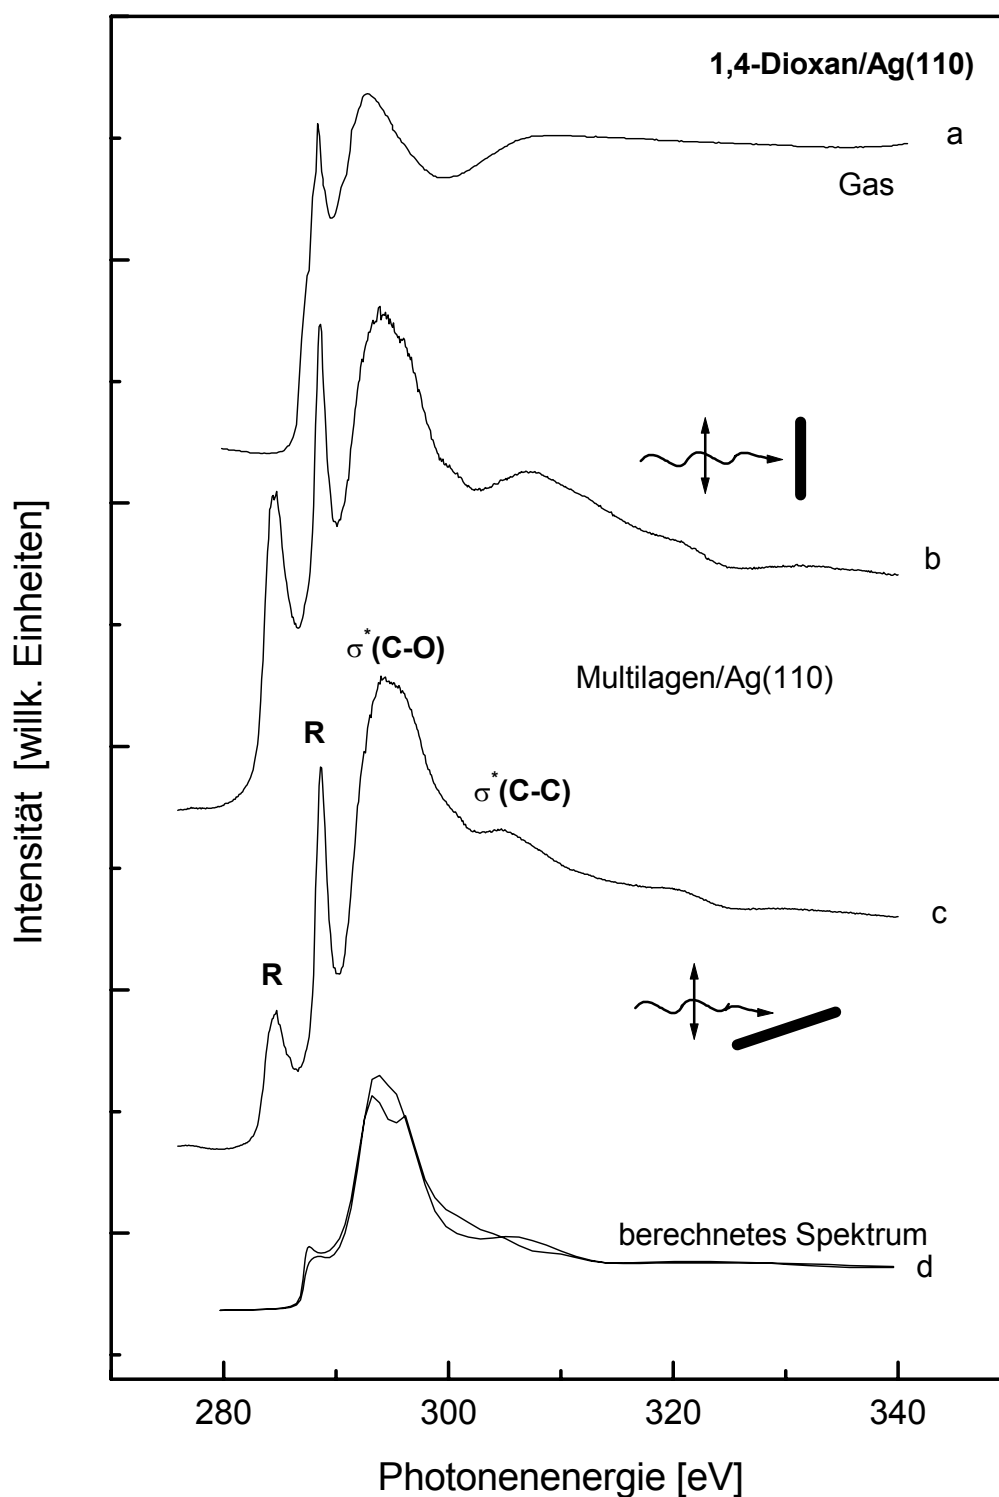 1,4-Dioxan/Ag(110)
a
Gas
b
σ*(C-O)
Multilagen/Ag(110)
R
σ*(C-C)
c
R
berechnetes Spektrum
d
Intensität [willk. Einheiten]
280 300 320 340
Photonenenergie [eV]